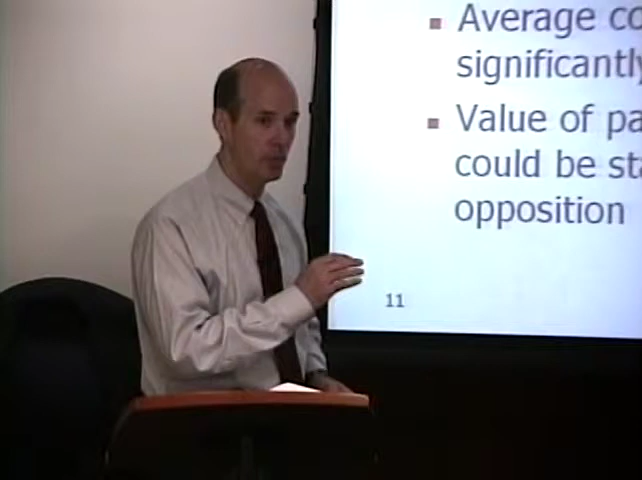 Average co
significantly
Value of pa
could be sta
opposition
11